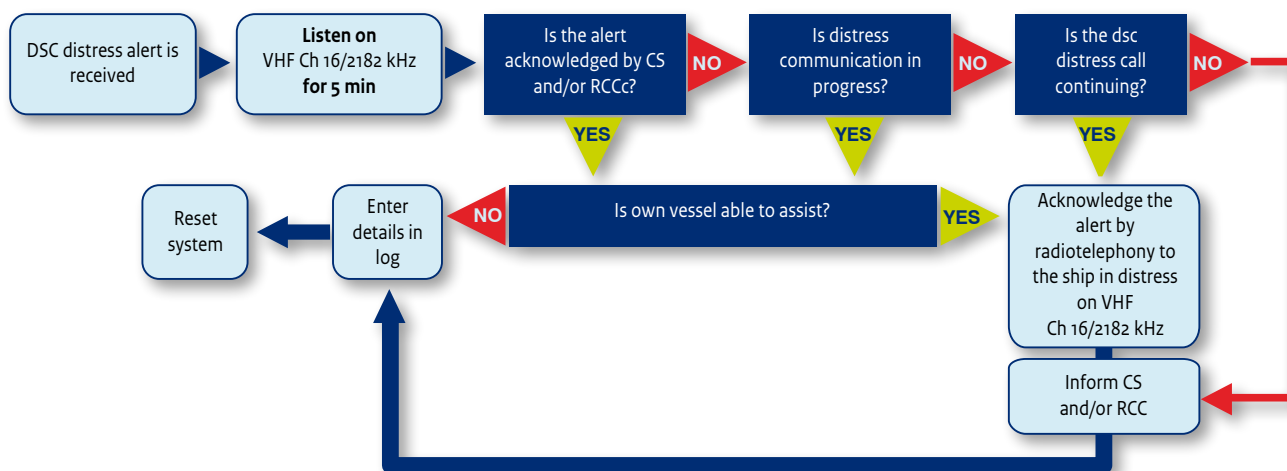 DSC distress alert is
received
Listen on
VHF Ch 16/2182 kHz
for 5 min
Is the alert
acknowledged by CS
and/or RCCc?
NO
YES
Is distress
communication in
progress?
NO
YES
Is the dsc
distress call
continuing?
NO
YES
Reset
system
Enter
details in
log
NO
Is own vessel able to assist?
YES
Acknowledge the
alert by
radiotelephony to
the ship in distress
on VHF
Ch 16/2182 kHz
Inform CS
and/or RCC